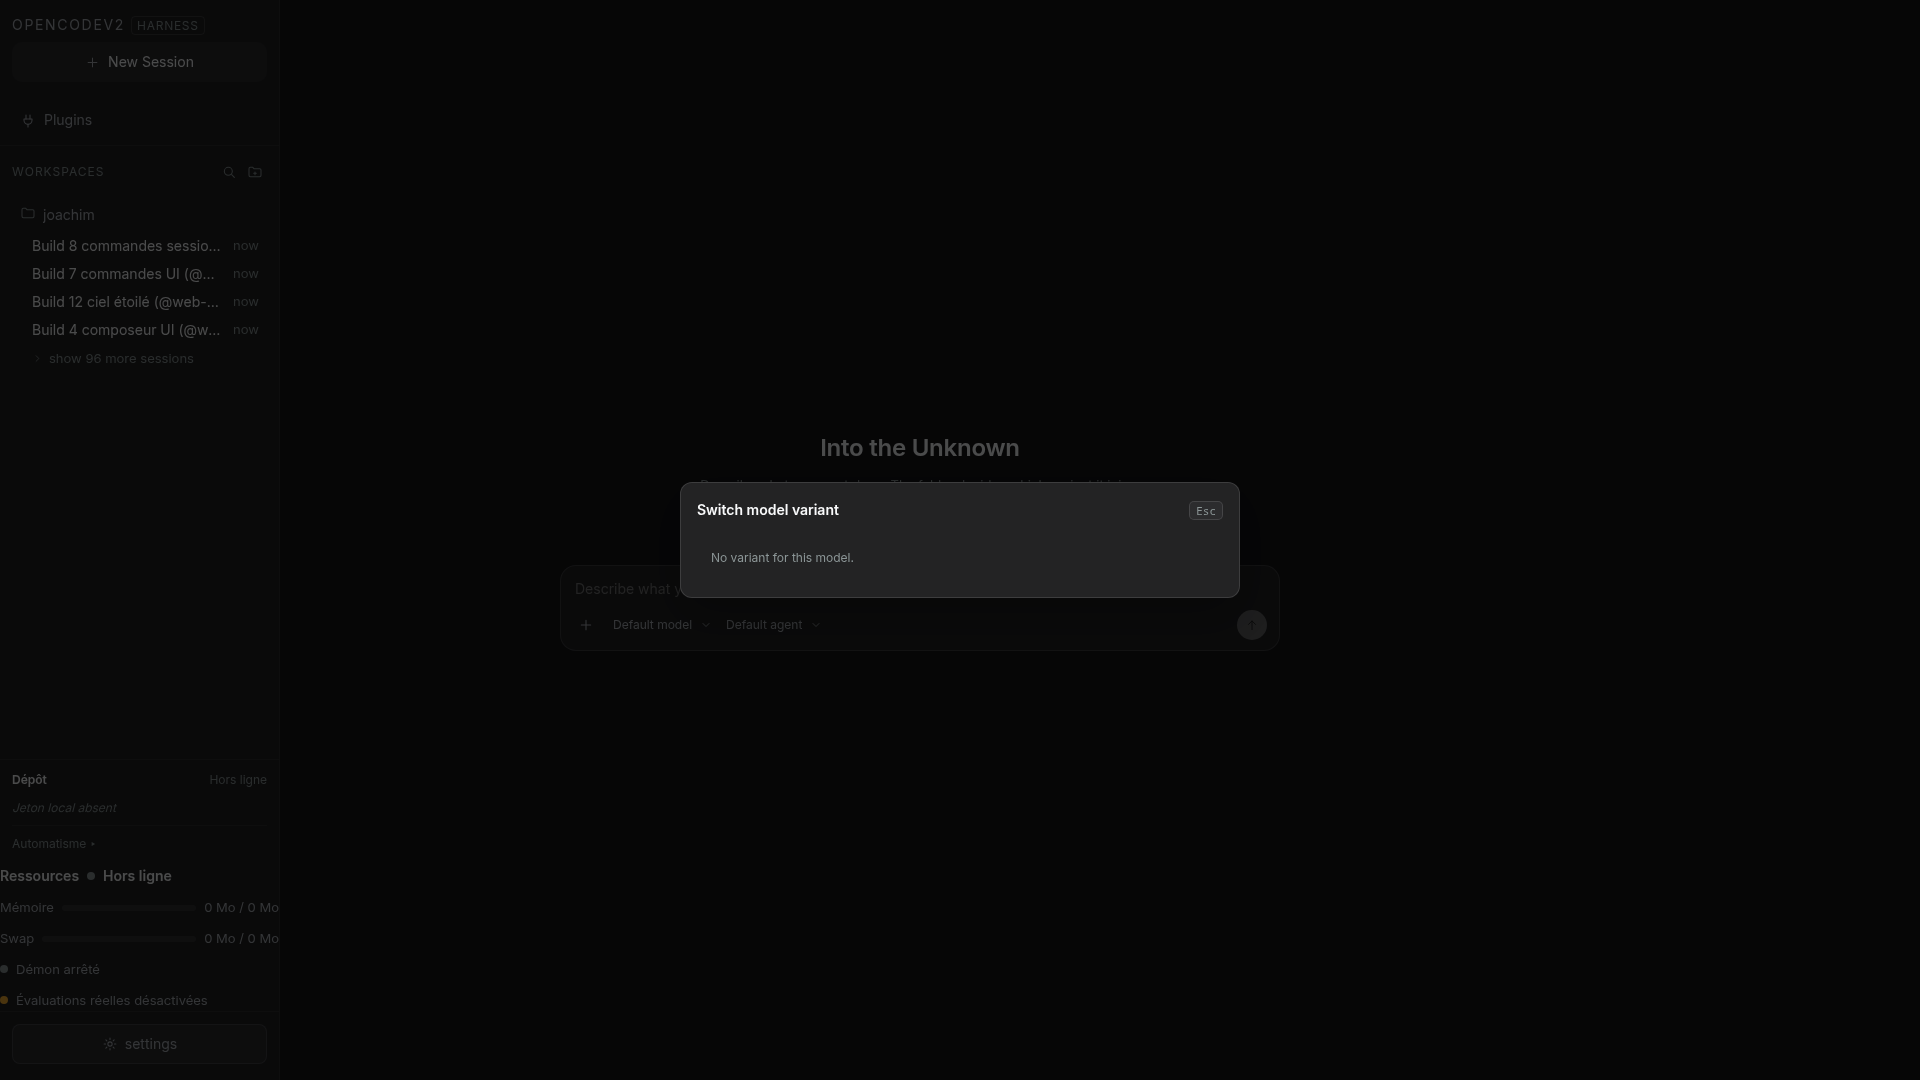 OPENCODEV2 HARNESS
New Session
Plugins
WORKSPACES
joachim
Build 8 commandes sessio... now
Build 7 commandes UI (@... now
Build 12 ciel étoilé (@web-... now
Build 4 composeur UI (@w... now
show 96 more sessions
Dépôt Hors ligne
Jeton local absent
Automatisme
Ressources Hors ligne
Mémoire 0 Mo / 0 Mo
Swap 0 Mo / 0 Mo
Démon arrêté
Évaluations réelles désactivées
settings
Into the Unknown
Switch model variant Esc
No variant for this model.
Describe what
Default model Default agent